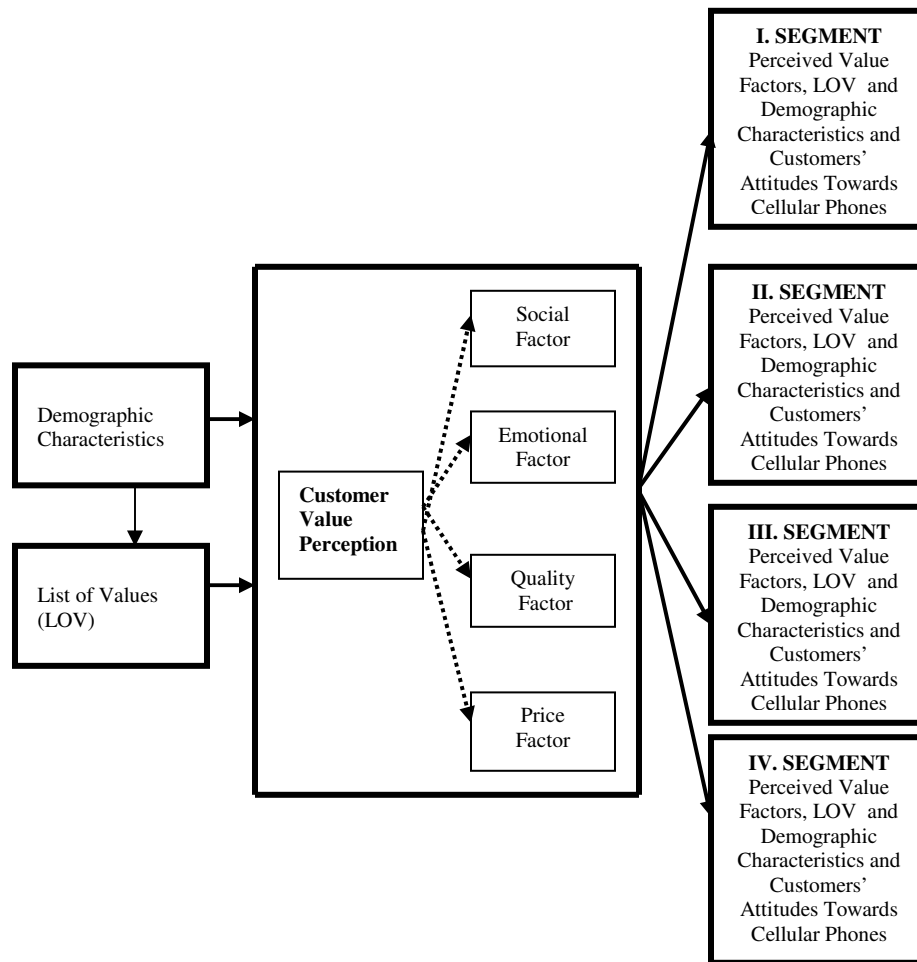 Demographic
Characteristics
List of Values
(LOV)
Customer
Value
Perception
Social
Factor
Emotional
Factor
Quality
Factor
Price
Factor
I. SEGMENT
Perceived Value
Factors, LOV and
Demographic
Characteristics and
Customers’
Attitudes Towards
Cellular Phones
II. SEGMENT
Perceived Value
Factors, LOV and
Demographic
Characteristics and
Customers’
Attitudes Towards
Cellular Phones
III. SEGMENT
Perceived Value
Factors, LOV and
Demographic
Characteristics and
Customers’
Attitudes Towards
Cellular Phones
IV. SEGMENT
Perceived Value
Factors, LOV and
Demographic
Characteristics and
Customers’
Attitudes Towards
Cellular Phones